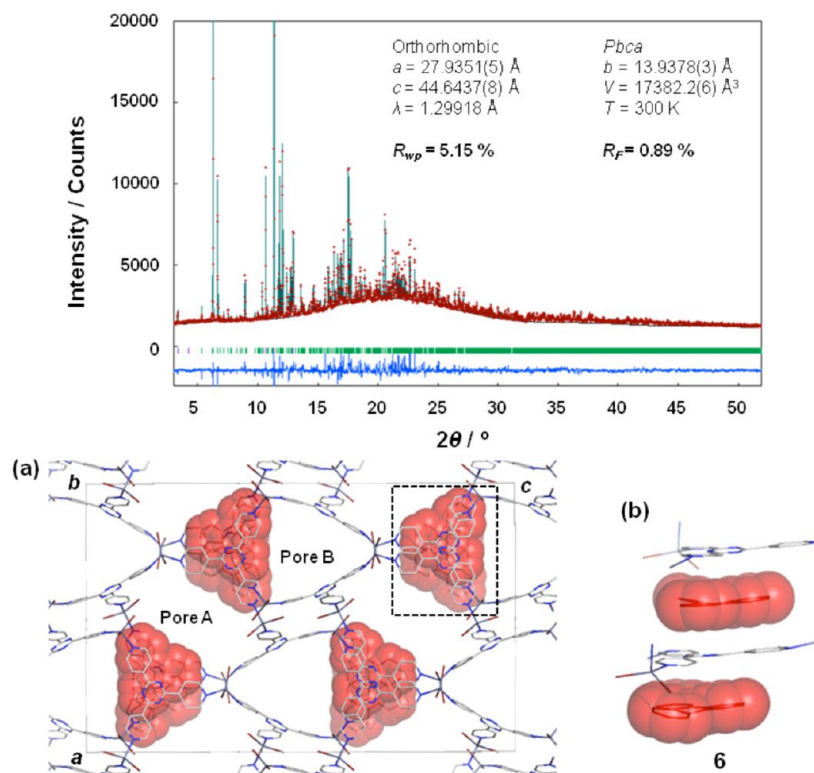 20000
15000
10000
5000
0
Intensity / Counts
Orthorhombic Pbca
a = 27.9351(5) Å b = 13.9378(3) Å
c = 44.6437(8) Å V = 17382.2(6) Å³
λ = 1.29918 Å T = 300 K
Rwp = 5.15 % RF = 0.89 %
5 10 15 20 25 30 35 40 45 50
2θ / °
(a)
b
c
Pore B
Pore A
a
(b)
6